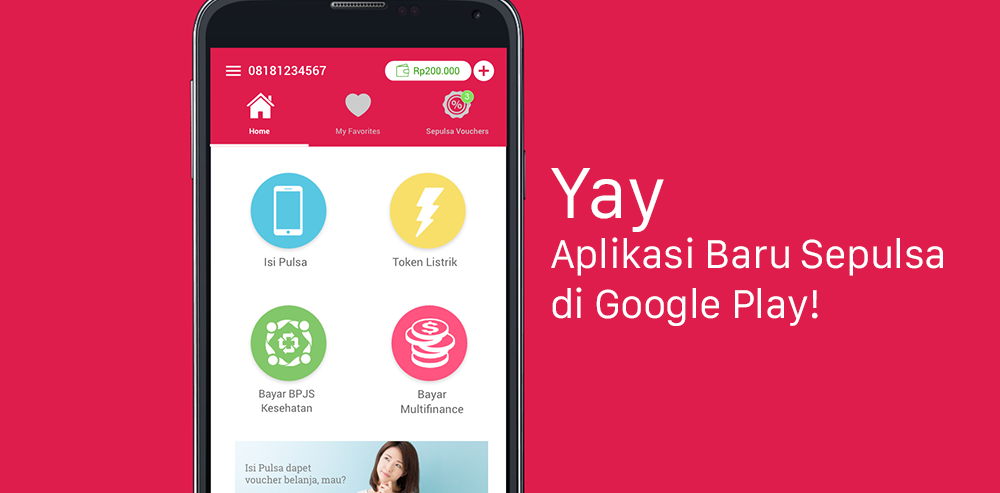 08181234567
Rp200.000
3
Home
My Favorites
Sepulsa Vouchers
Isi Pulsa
Token Listrik
Bayar BPJS
Kesehatan
Bayar
Multifinance
Isi Pulsa dapet
voucher belanja, mau?
Yay
Aplikasi Baru Sepulsa
di Google Play!